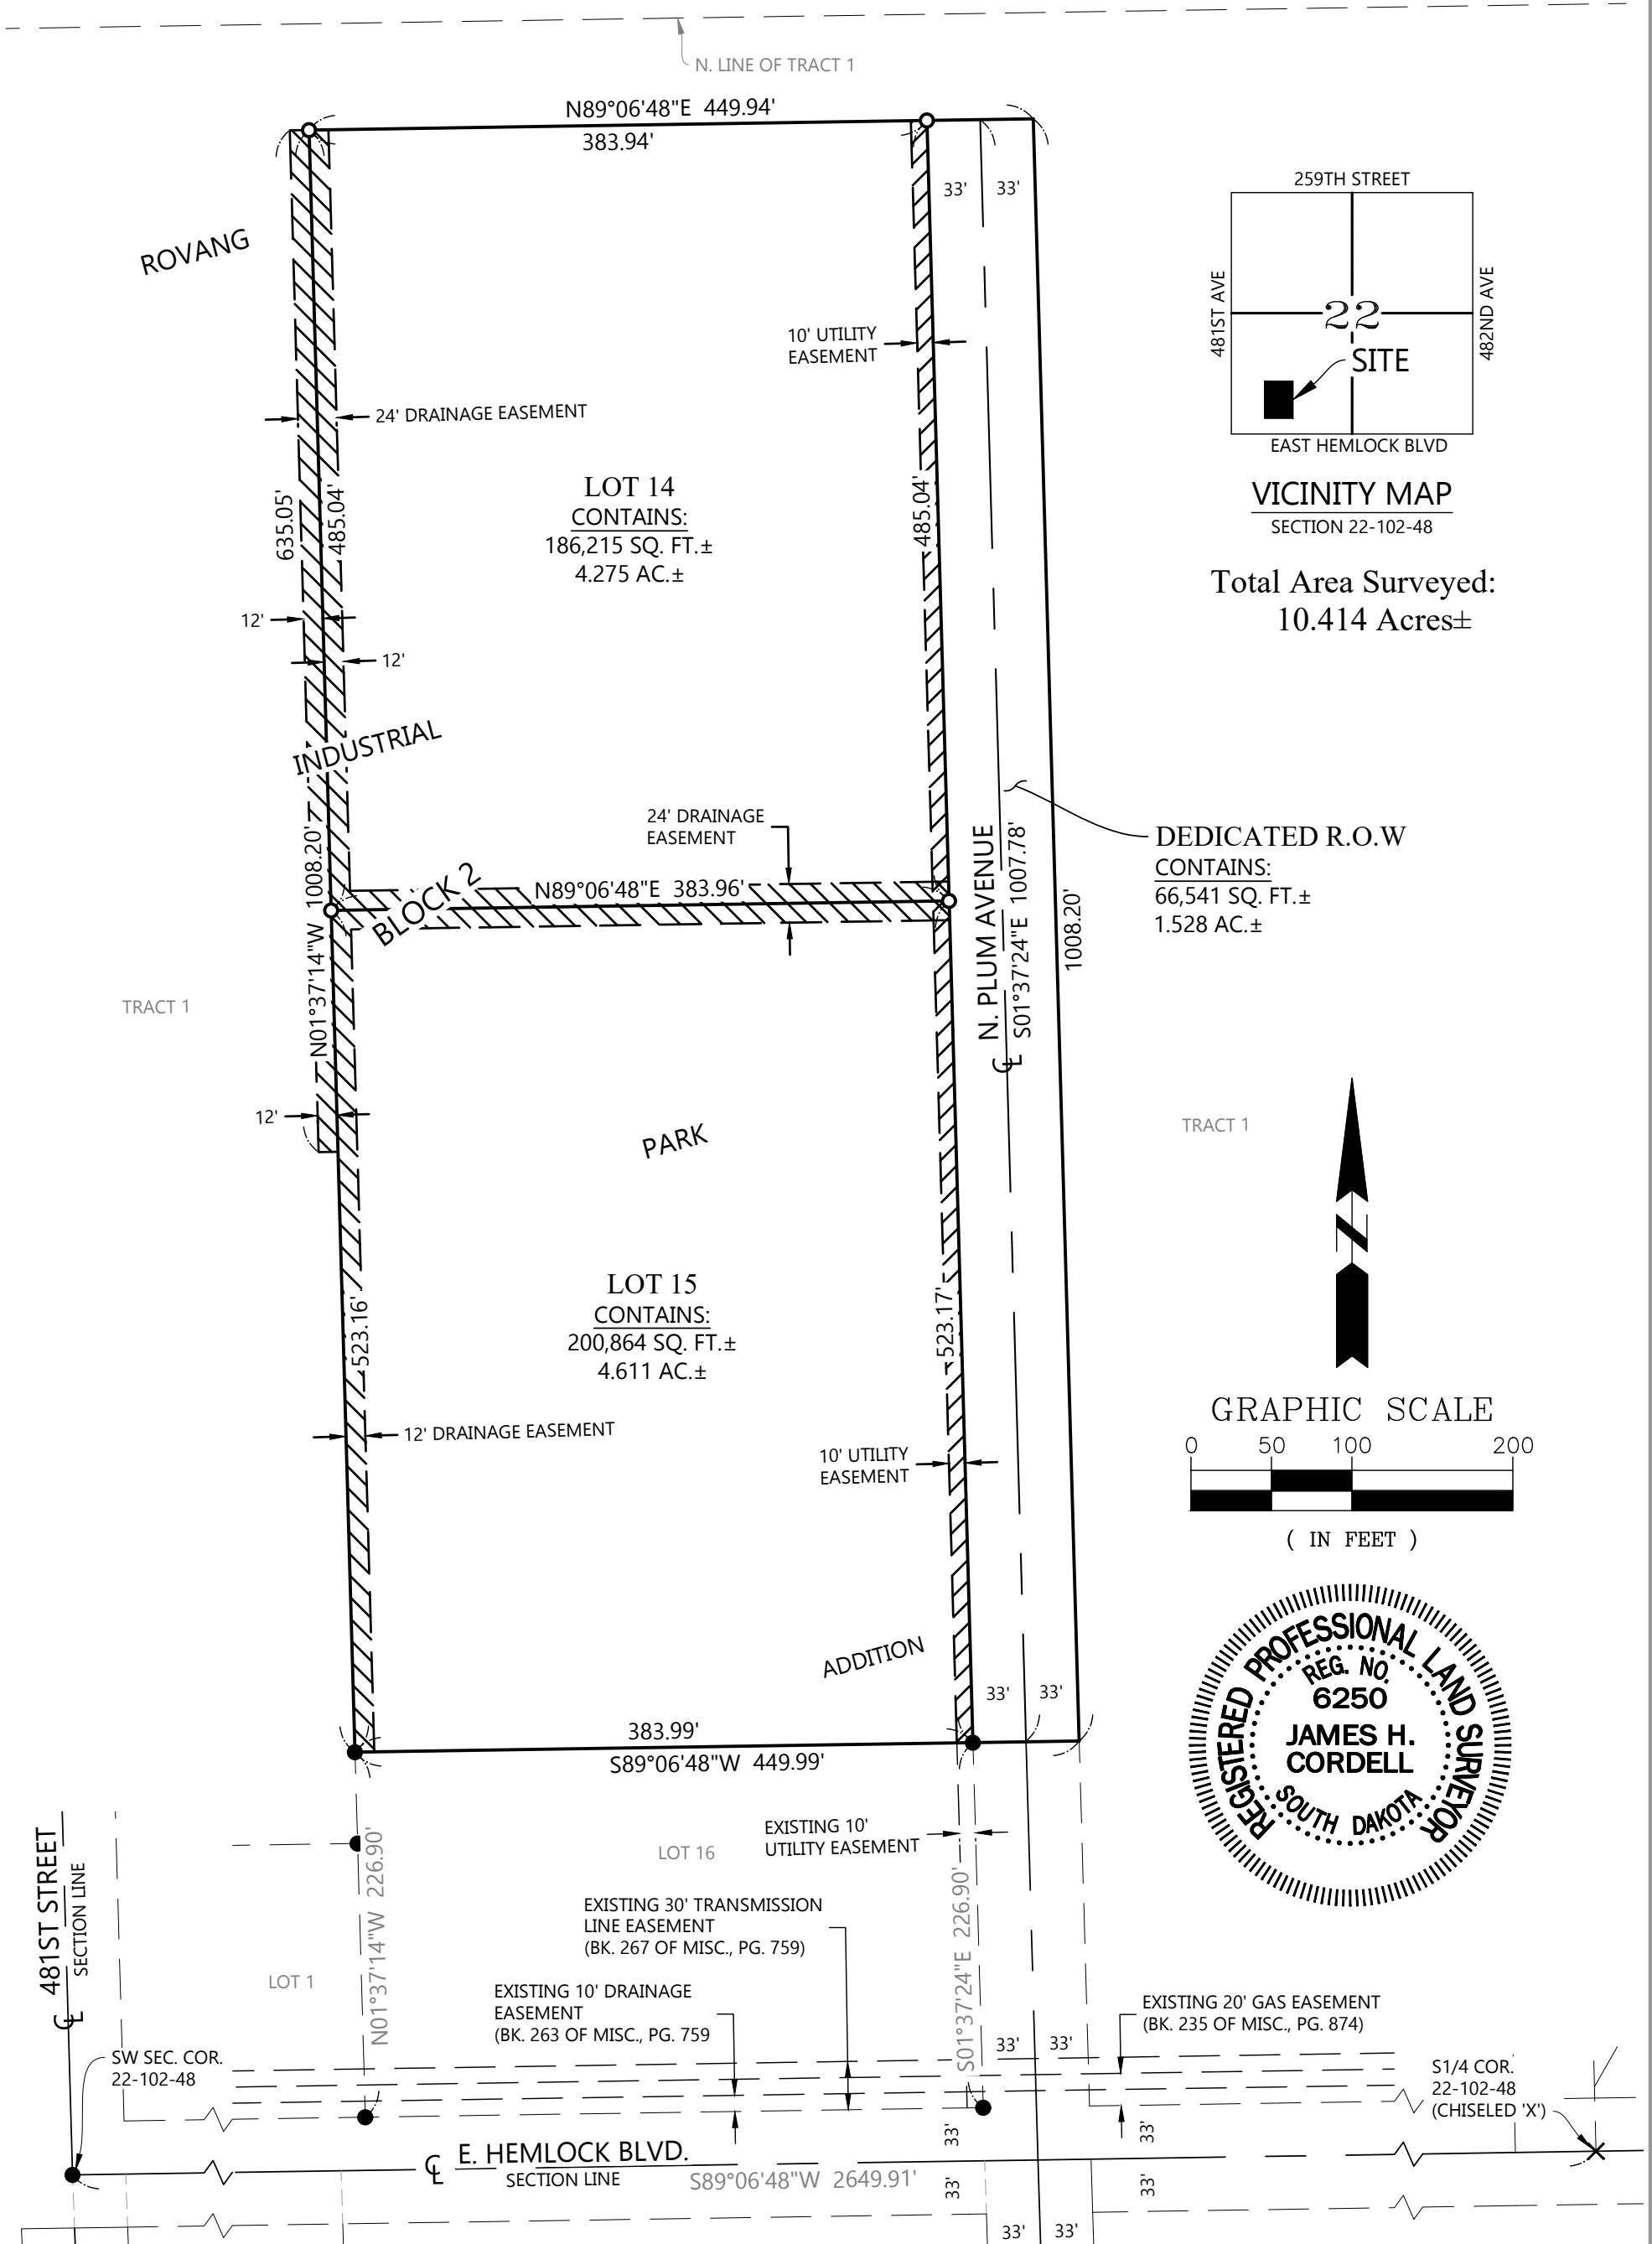 N. LINE OF TRACT 1
N89°06'48"E 449.94'
383.94'
33'
33'
ROVANG
259TH STREET
481ST AVE
482ND AVE
22
SITE
EAST HEMLOCK BLVD
VICINITY MAP
SECTION 22-102-48
Total Area Surveyed:
10.414 Acres±
10' UTILITY
EASEMENT
24' DRAINAGE EASEMENT
635.05'
485.04'
LOT 14
CONTAINS:
186,215 SQ. FT.±
4.275 AC.±
485.04'
12'
12'
INDUSTRIAL
24' DRAINAGE
EASEMENT
N01°37'14"W 1008.20'
BLOCK 2
N89°06'48"E 383.96'
N. PLUM AVENUE
S01°37'24"E 1007.78'
℄
1008.20'
DEDICATED R.O.W
CONTAINS:
66,541 SQ. FT.±
1.528 AC.±
TRACT 1
12'
PARK
TRACT 1
N
LOT 15
CONTAINS:
200,864 SQ. FT.±
4.611 AC.±
523.16'
523.17'
12' DRAINAGE EASEMENT
10' UTILITY
EASEMENT
GRAPHIC SCALE
0 50 100 200
( IN FEET )
ADDITION
33'
33'
REGISTERED PROFESSIONAL LAND SURVEYOR
REG. NO.
6250
JAMES H.
CORDELL
SOUTH DAKOTA
383.99'
S89°06'48"W 449.99'
EXISTING 10'
UTILITY EASEMENT
LOT 16
481ST STREET
SECTION LINE
℄
N01°37'14"W 226.90'
S01°37'24"E 226.90'
EXISTING 30' TRANSMISSION
LINE EASEMENT
(BK. 267 OF MISC., PG. 759)
LOT 1
EXISTING 10' DRAINAGE
EASEMENT
(BK. 263 OF MISC., PG. 759
33'
33'
EXISTING 20' GAS EASEMENT
(BK. 235 OF MISC., PG. 874)
SW SEC. COR.
22-102-48
S1/4 COR.
22-102-48
(CHISELED 'X')
33'
33'
℄ E. HEMLOCK BLVD.
SECTION LINE
S89°06'48"W 2649.91'
33'
33'
33'
33'